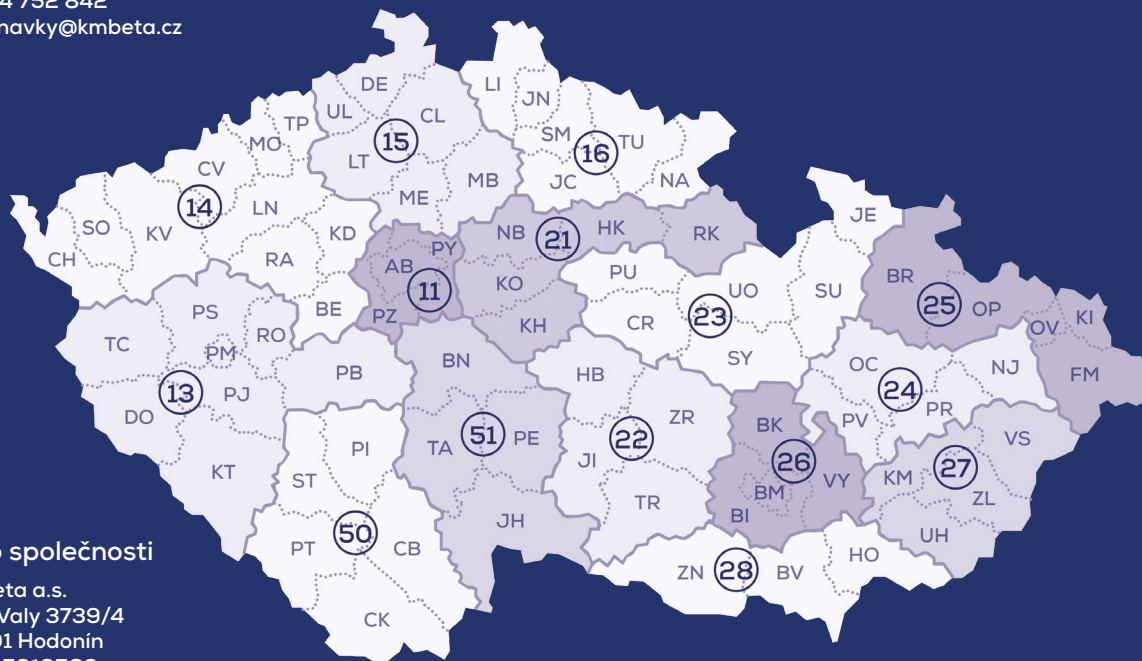 navky@kmbeta.cz
LI
DE
JN
UL
CL
TP
MO
SM
TU
15
16
LT
CV
JC
NA
MB
ME
14
LN
JE
SO
KV
KD
NB
21
HK
RK
PY
CH
RA
AB
PU
BR
KO
11
UO
SU
25
OP
PS
BE
PZ
CR
23
KI
OV
RO
KH
TC
PM
SY
BN
OC
NJ
PB
HB
FM
13
PJ
24
DO
ZR
PR
PV
BK
51
PE
22
VS
PI
TA
JI
26
27
KT
ST
VY
KM
BM
ZL
TR
BI
JH
50
UH
společnosti
PT
CB
HO
ZN
28
BV
a.s.
Valy 3739/4
Hodonín
CK